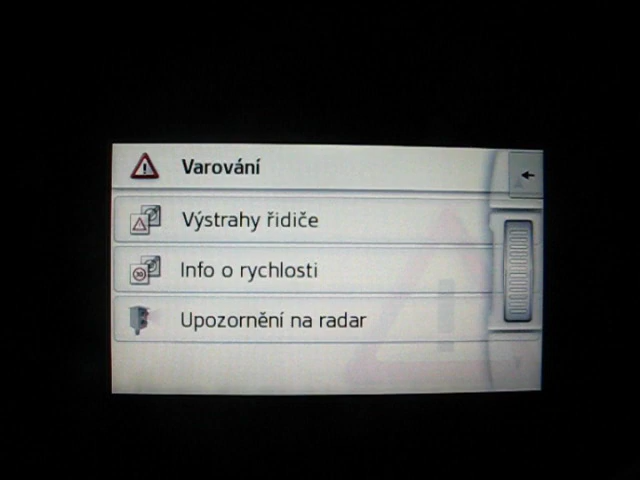 Varování
Výstrahy řidiče
Info o rychlosti
Upozornění na radar